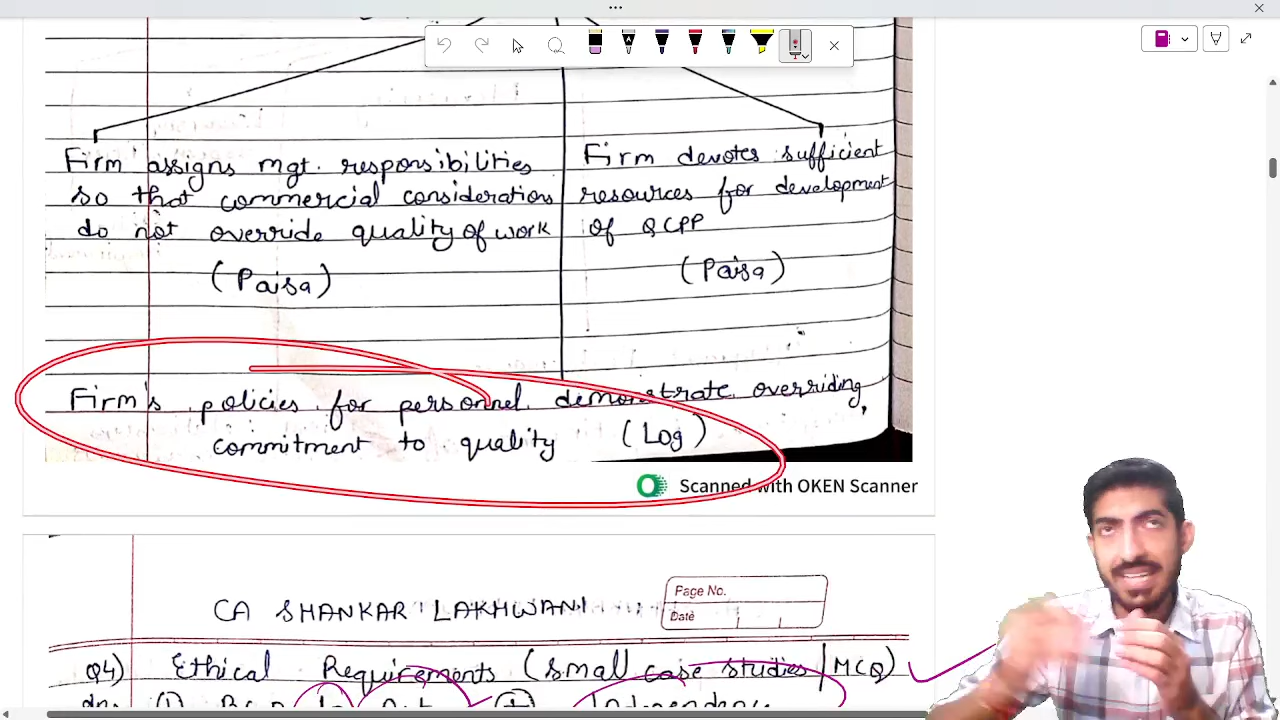 Firm assigns mgt. responsibilities
so that commercial consideration
do not override quality of work
(Paisa)
Firm devotes sufficient
resources for development
of QCPP
(Paisa)
Firm's policies for personnel demonstrate overriding,
commitment to quality (Log)
Scanned with OKEN Scanner
CA SHANKAR LAKHWANI
Page No.
Date
Q4) Ethical Requirements (small case studies / MCQ)
Independence